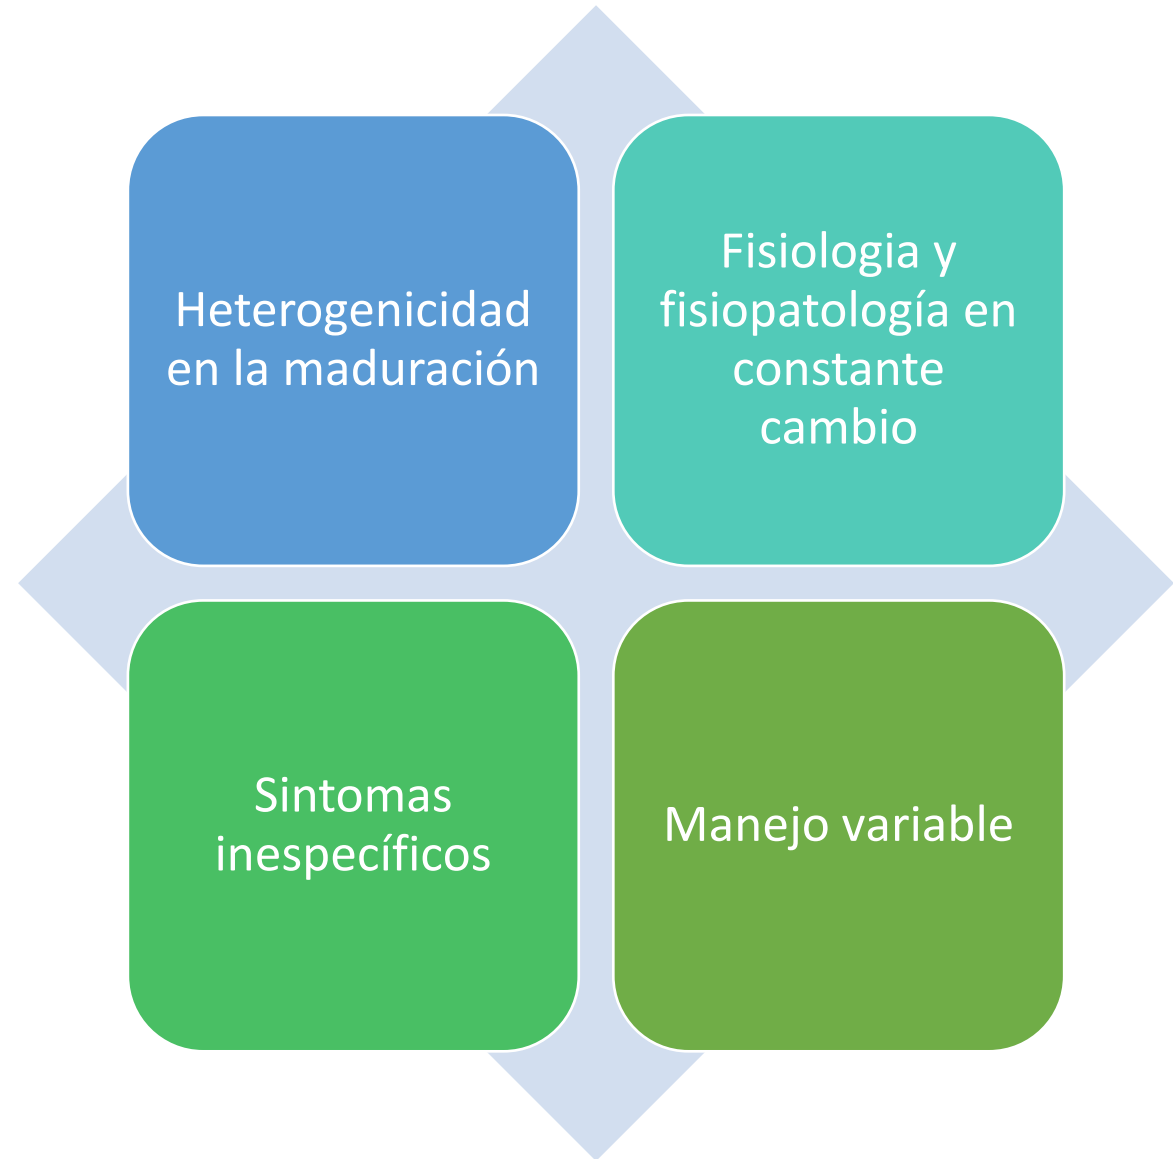 Heterogenicidad
en la maduración
Fisiologia y
fisiopatología en
constante
cambio
Sintomas
inespecíficos
Manejo variable